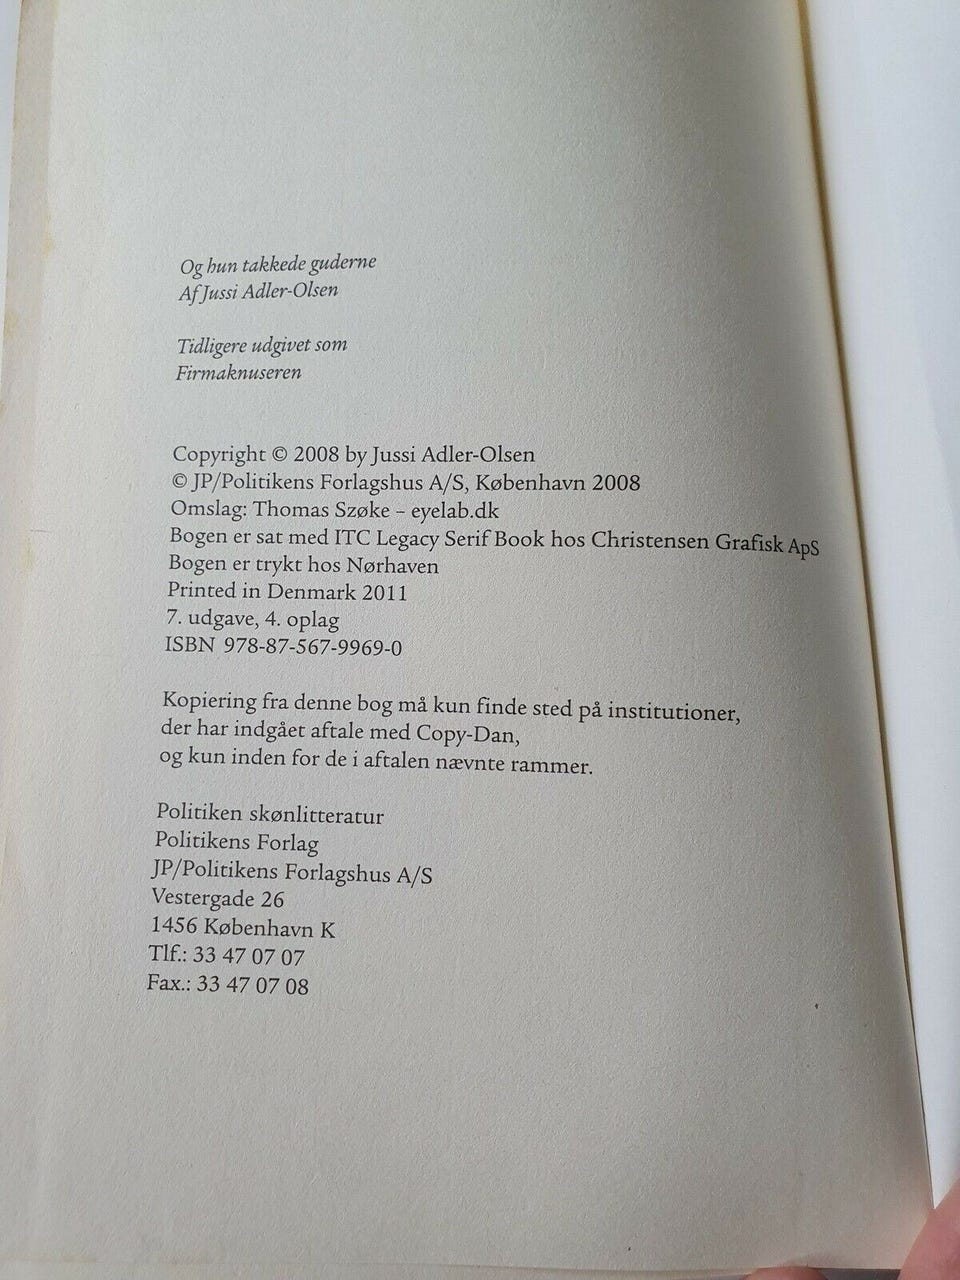 Og hun takkede guderne
Af Jussi Adler-Olsen
Tidligere udgivet som
Firmaknuseren
Copyright © 2008 by Jussi Adler-Olsen
© JP/Politikens Forlagshus A/S, København 2008
Omslag: Thomas Szøke – eyelab.dk
Bogen er sat med ITC Legacy Serif Book hos Christensen Grafisk ApS
Bogen er trykt hos Nørhaven
Printed in Denmark 2011
7. udgave, 4. oplag
ISBN 978-87-567-9969-0
Kopiering fra denne bog må kun finde sted på institutioner,
der har indgået aftale med Copy-Dan,
og kun inden for de i aftalen nævnte rammer.
Politiken skønlitteratur
Politikens Forlag
JP/Politikens Forlagshus A/S
Vestergade 26
1456 København K
Tlf.: 33 47 07 07
Fax.: 33 47 07 08